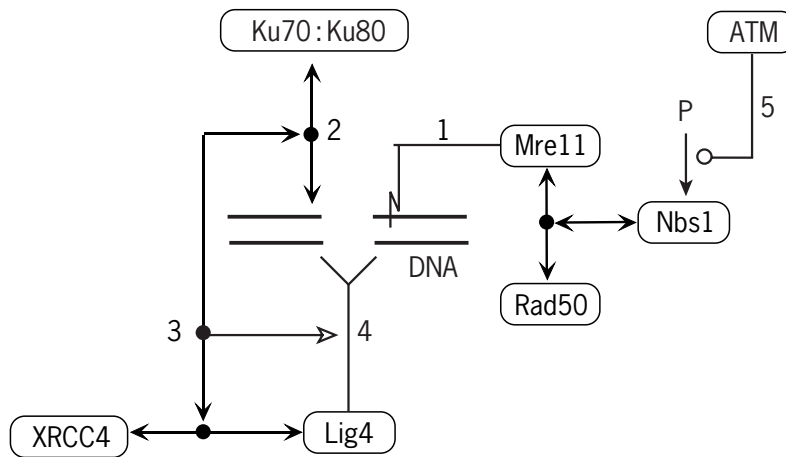 Ku70:Ku80
ATM
P
5
2
1
Mre11
Nbs1
DNA
Rad50
3
4
XRCC4
Lig4